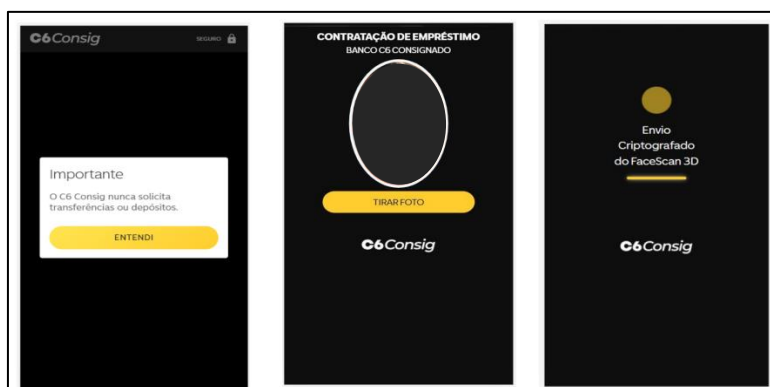 C6Consig
SEGURO
Importante
O C6 Consig nunca solicita
transferências ou depósitos.
ENTENDI
CONTRATAÇÃO DE EMPRÉSTIMO
BANCO C6 CONSIGNADO
TIRAR FOTO
C6Consig
Envio
Criptografado
do FaceScan 3D
C6Consig